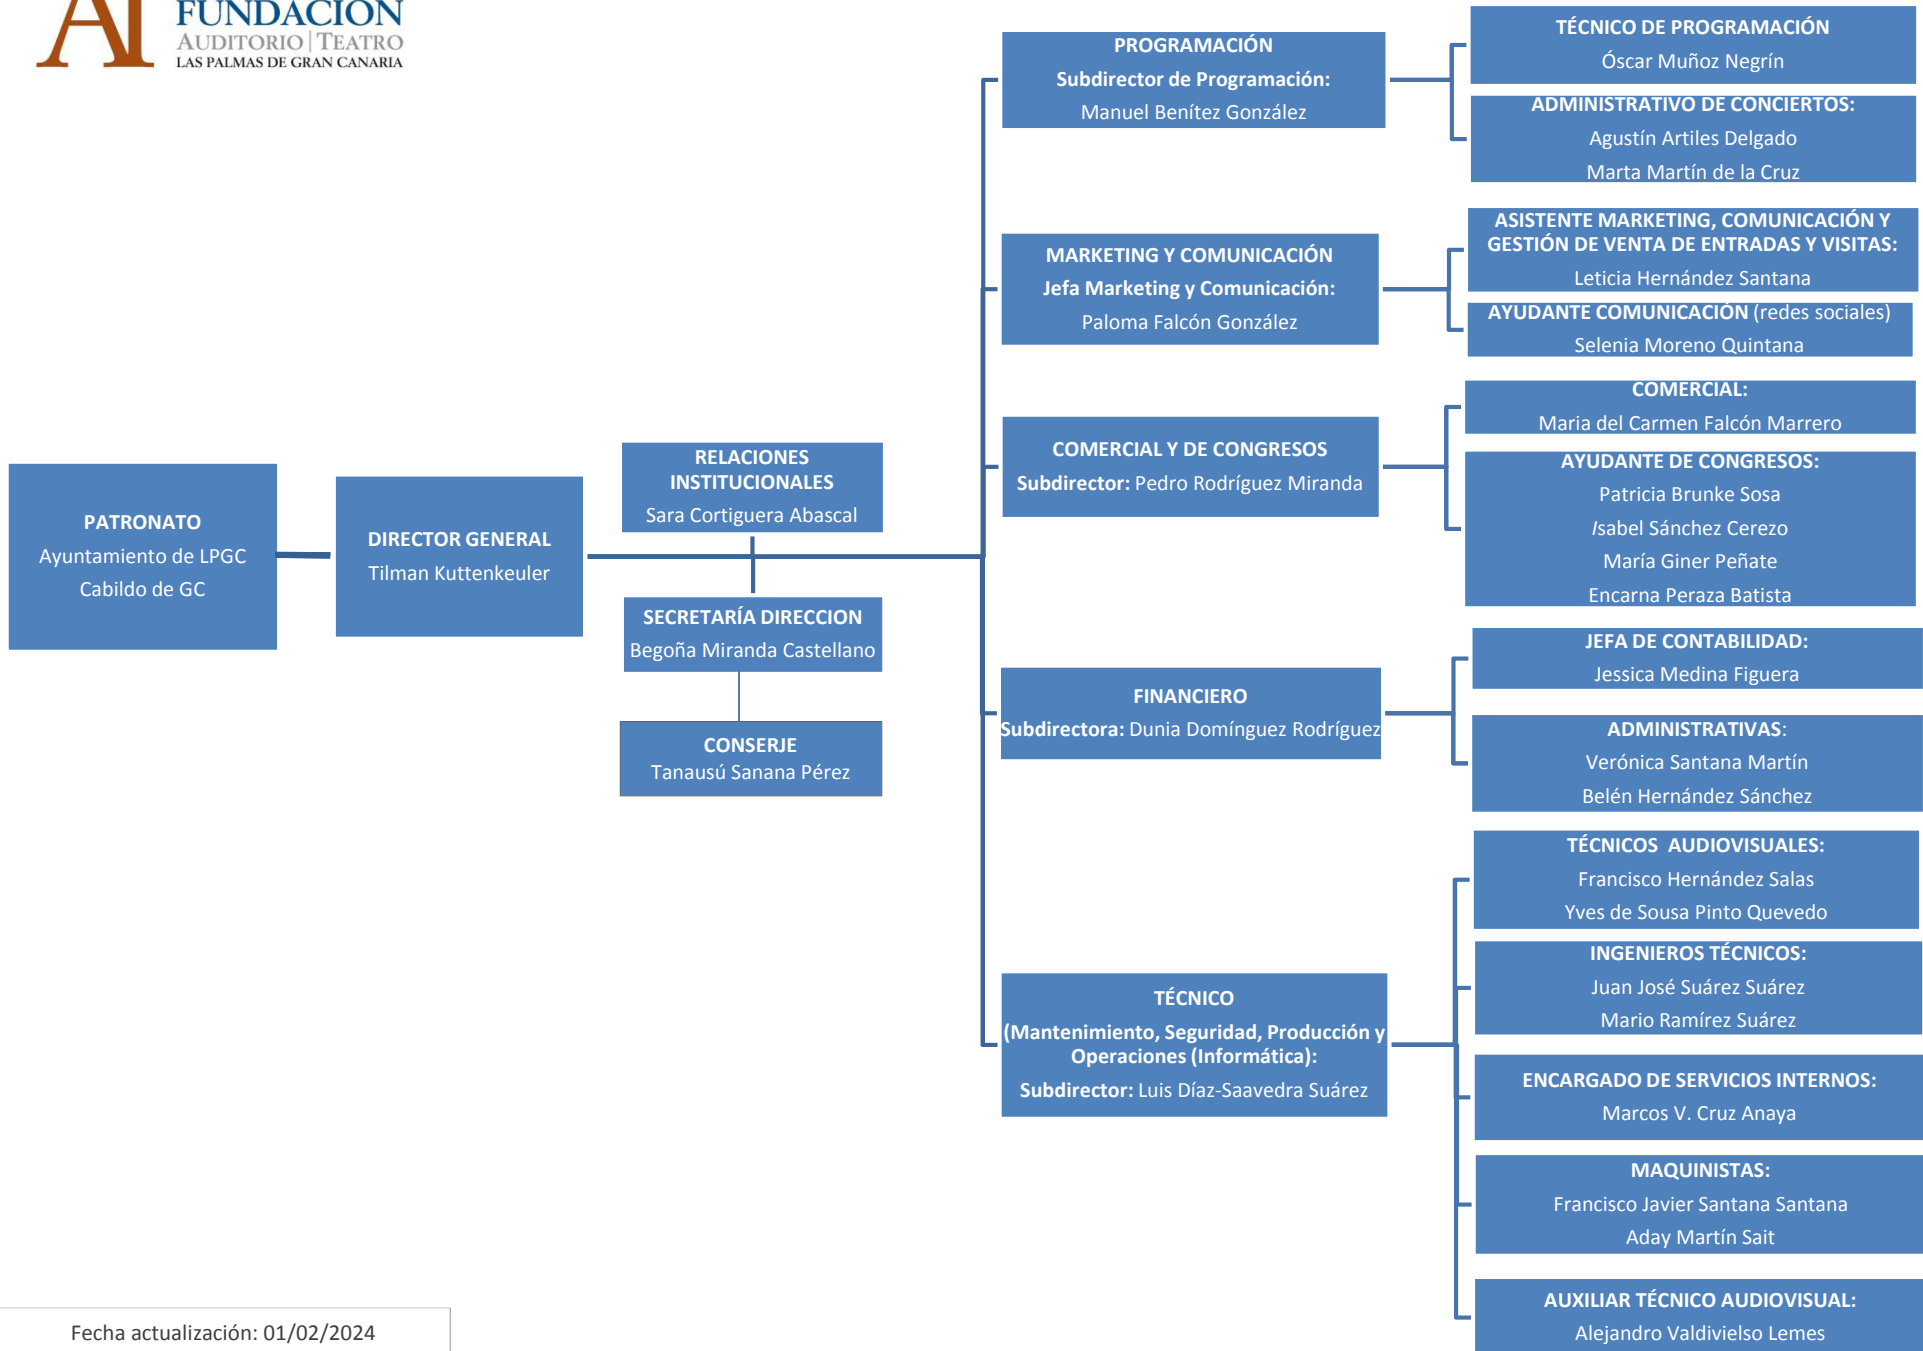 AT
FUNDACIÓN
AUDITORIO|TEATRO
LAS PALMAS DE GRAN CANARIA
PATRONATO
Ayuntamiento de LPGC
Cabildo de GC
DIRECTOR GENERAL
Tilman Kuttenkeuler
RELACIONES
INSTITUCIONALES
Sara Cortiguera Abascal
SECRETARÍA DIRECCION
Begoña Miranda Castellano
CONSERJE
Tanausú Sanana Pérez
PROGRAMACIÓN
Subdirector de Programación:
Manuel Benítez González
TÉCNICO DE PROGRAMACIÓN
Óscar Muñoz Negrín
ADMINISTRATIVO DE CONCIERTOS:
Agustín Artiles Delgado
Marta Martín de la Cruz
MARKETING Y COMUNICACIÓN
Jefa Marketing y Comunicación:
Paloma Falcón González
ASISTENTE MARKETING, COMUNICACIÓN Y
GESTIÓN DE VENTA DE ENTRADAS Y VISITAS:
Leticia Hernández Santana
AYUDANTE COMUNICACIÓN (redes sociales)
Selenia Moreno Quintana
COMERCIAL Y DE CONGRESOS
Subdirector: Pedro Rodríguez Miranda
COMERCIAL:
Maria del Carmen Falcón Marrero
AYUDANTE DE CONGRESOS:
Patricia Brunke Sosa
Isabel Sánchez Cerezo
María Giner Peñate
Encarna Peraza Batista
FINANCIERO
Subdirectora: Dunia Domínguez Rodríguez
JEFA DE CONTABILIDAD:
Jessica Medina Figuera
ADMINISTRATIVAS:
Verónica Santana Martín
Belén Hernández Sánchez
TÉCNICO
(Mantenimiento, Seguridad, Producción y
Operaciones (Informática):
Subdirector: Luis Díaz-Saavedra Suárez
TÉCNICOS AUDIOVISUALES:
Francisco Hernández Salas
Yves de Sousa Pinto Quevedo
INGENIEROS TÉCNICOS:
Juan José Suárez Suárez
Mario Ramírez Suárez
ENCARGADO DE SERVICIOS INTERNOS:
Marcos V. Cruz Anaya
MAQUINISTAS:
Francisco Javier Santana Santana
Aday Martín Sait
AUXILIAR TÉCNICO AUDIOVISUAL:
Alejandro Valdivielso Lemes
Fecha actualización: 01/02/2024